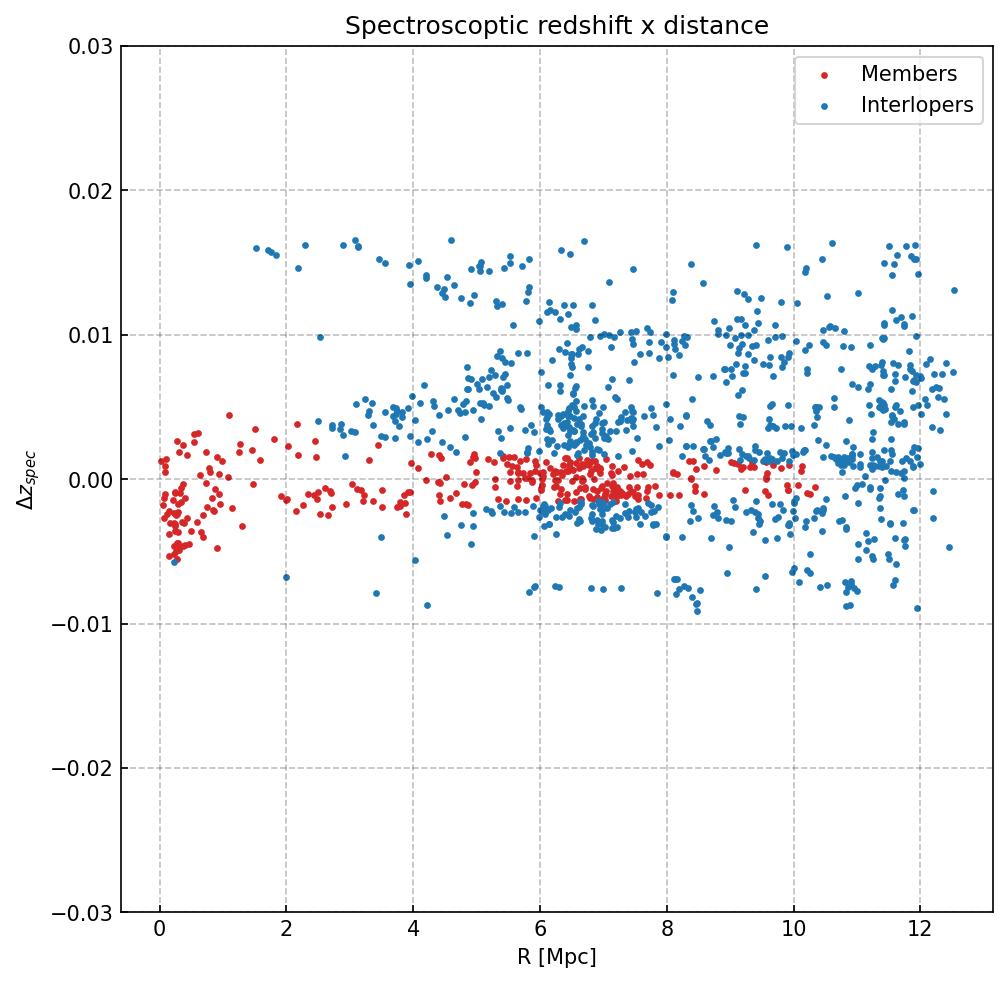 Spectroscoptic redshift x distance
0.03
Members
Interlopers
0.02
0.01
0.00
−0.01
−0.02
−0.03
Δz_spec
0 2 4 6 8 10 12
R [Mpc]